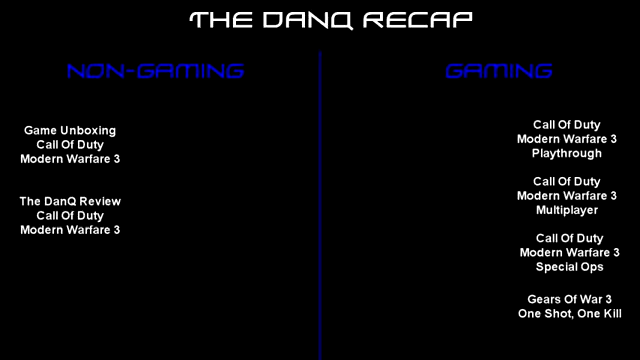 THE DANQ RECAP
NON-GAMING
Game Unboxing
Call Of Duty
Modern Warfare 3
The DanQ Review
Call Of Duty
Modern Warfare 3
GAMING
Call Of Duty
Modern Warfare 3
Playthrough
Call Of Duty
Modern Warfare 3
Multiplayer
Call Of Duty
Modern Warfare 3
Special Ops
Gears Of War 3
One Shot, One Kill